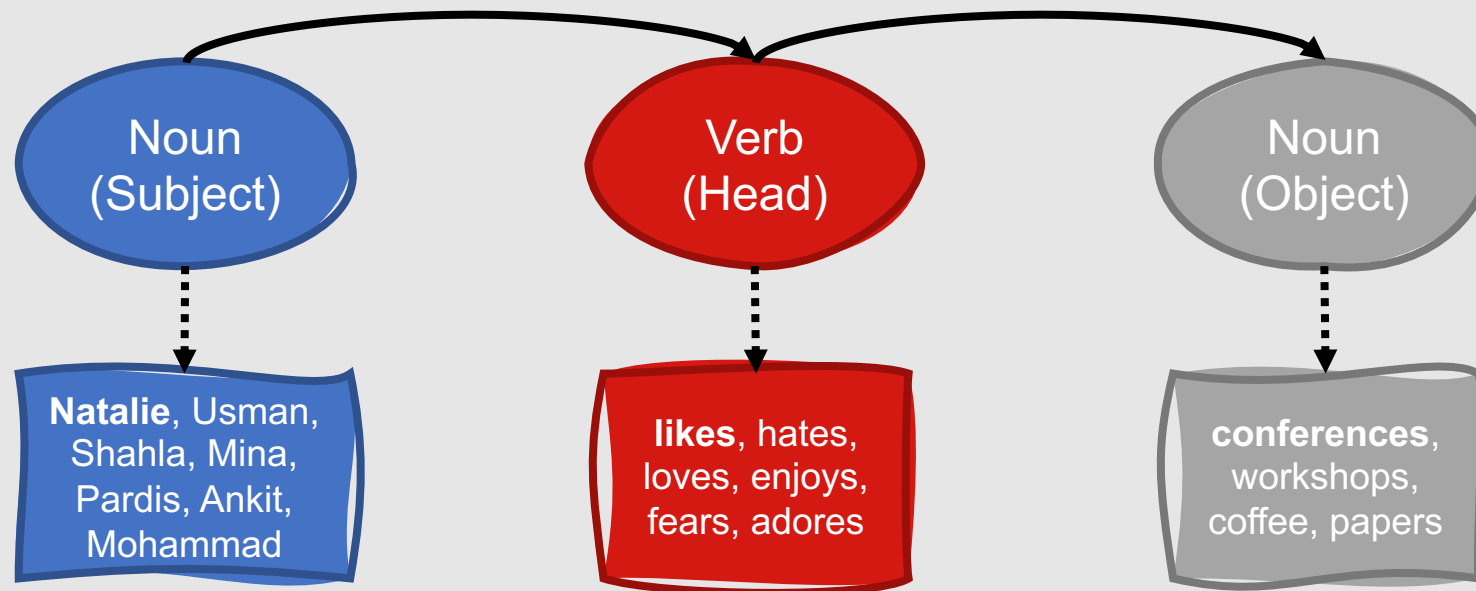 Noun
(Subject)
Verb
(Head)
Noun
(Object)
Natalie, Usman,
Shahla, Mina,
Pardis, Ankit,
Mohammad
likes, hates,
loves, enjoys,
fears, adores
conferences,
workshops,
coffee, papers